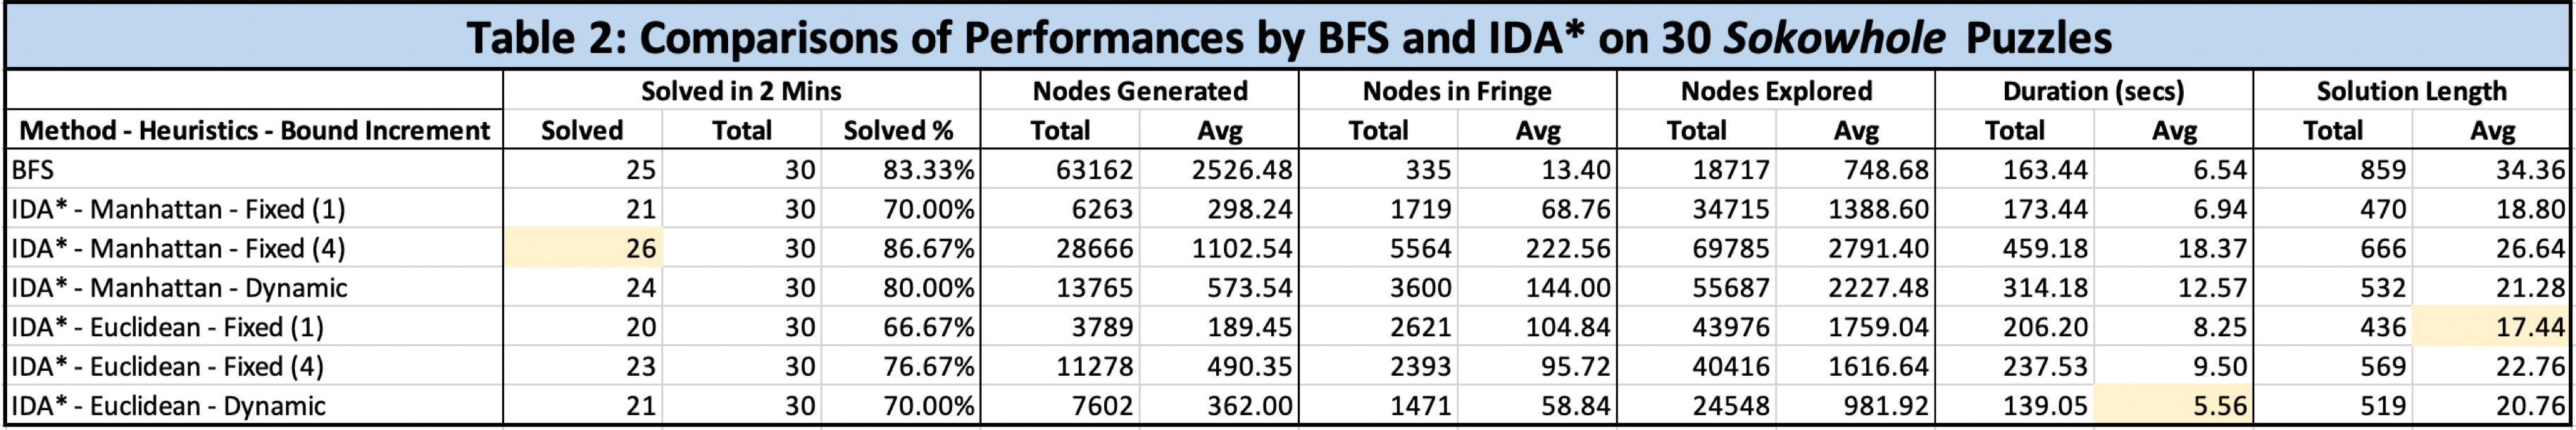 Table 2: Comparisons of Performances by BFS and IDA* on 30 Sokowhole Puzzles
Solved in 2 Mins Nodes Generated Nodes in Fringe Nodes Explored Duration (secs) Solution Length
Method - Heuristics - Bound Increment Solved Total Solved % Total Avg Total Avg Total Avg Total Avg Total Avg
BFS 25 30 83.33% 63162 2526.48 335 13.40 18717 748.68 163.44 6.54 859 34.36
IDA* - Manhattan - Fixed (1) 21 30 70.00% 6263 298.24 1719 68.76 34715 1388.60 173.44 6.94 470 18.80
IDA* - Manhattan - Fixed (4) 26 30 86.67% 28666 1102.54 5564 222.56 69785 2791.40 459.18 18.37 666 26.64
IDA* - Manhattan - Dynamic 24 30 80.00% 13765 573.54 3600 144.00 55687 2227.48 314.18 12.57 532 21.28
IDA* - Euclidean - Fixed (1) 20 30 66.67% 3789 189.45 2621 104.84 43976 1759.04 206.20 8.25 436 17.44
IDA* - Euclidean - Fixed (4) 23 30 76.67% 11278 490.35 2393 95.72 40416 1616.64 237.53 9.50 569 22.76
IDA* - Euclidean - Dynamic 21 30 70.00% 7602 362.00 1471 58.84 24548 981.92 139.05 5.56 519 20.76